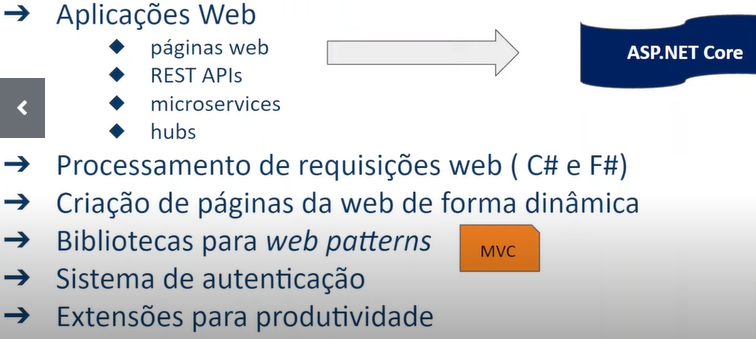 Aplicações Web
páginas web
REST APIs
microservices
hubs
ASP.NET Core
Processamento de requisições web ( C# e F#)
Criação de páginas da web de forma dinâmica
Bibliotecas para web patterns
MVC
Sistema de autenticação
Extensões para produtividade